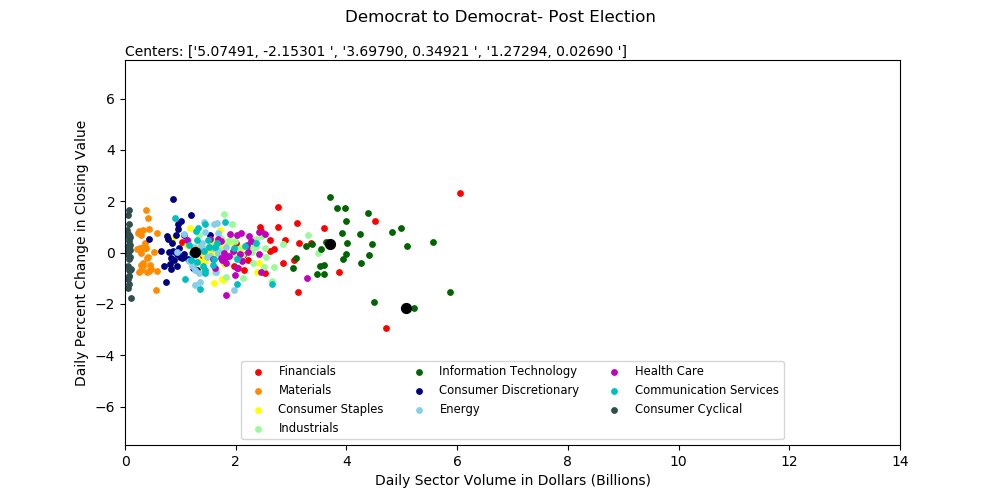 Democrat to Democrat- Post Election
Centers: ['5.07491, -2.15301 ', '3.69790, 0.34921 ', '1.27294, 0.02690 ']
Daily Percent Change in Closing Value
6
4
2
0
−2
−4
−6
Financials
Materials
Consumer Staples
Industrials
Information Technology
Consumer Discretionary
Energy
Health Care
Communication Services
Consumer Cyclical
0 2 4 6 8 10 12 14
Daily Sector Volume in Dollars (Billions)